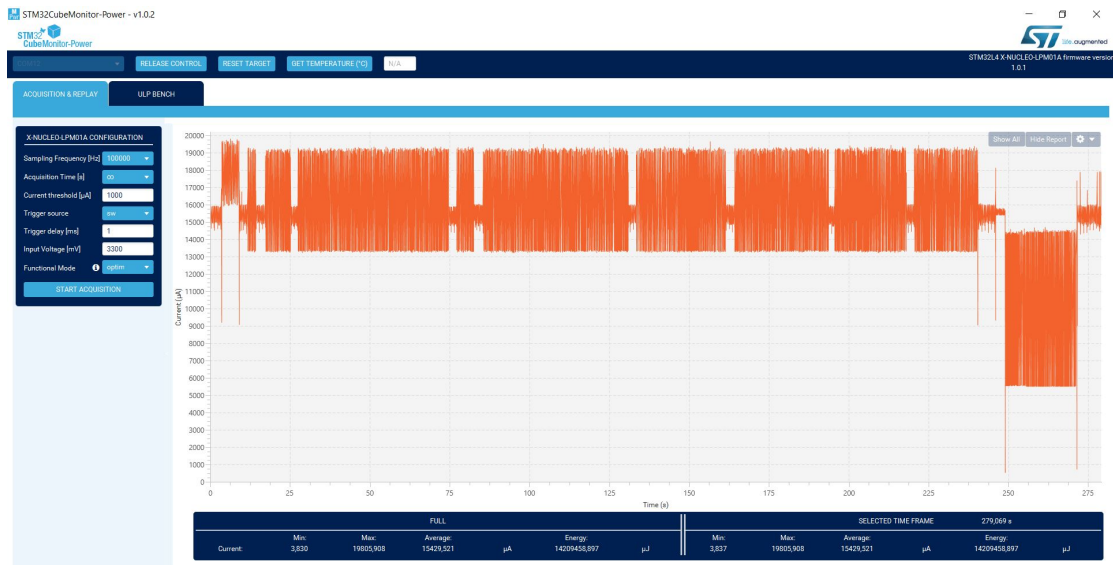 STM32CubeMonitor-Power - v1.0.2
STM32
CubeMonitor-Power
life.augmented
RELEASE CONTROL RESET TARGET GET TEMPERATURE (°C) N/A
STM32L4 X-NUCLEO-LPM01A firmware version
1.0.1
ACQUISITION & REPLAY ULP BENCH
X-NUCLEO-LPM01A CONFIGURATION
Sampling Frequency [Hz] 100000
Acquisition Time [s] ∞
Current threshold [µA] 1000
Trigger source sw
Trigger delay [ms] 1
Input Voltage [mV] 3300
Functional Mode optim
START ACQUISITION
Show All Hide Report
20000
19000
18000
17000
16000
15000
14000
13000
12000
11000
10000
9000
8000
7000
6000
5000
4000
3000
2000
1000
0
Current (µA)
0 25 50 75 100 125 150 175 200 225 250 275
Time (s)
FULL SELECTED TIME FRAME 279,069 s
Min: Max: Average: Energy: Min: Max: Average: Energy:
Current: 3,830 19805,908 15429,521 µA 14209458,897 µJ 3,837 19805,908 15429,521 µA 14209458,897 µJ